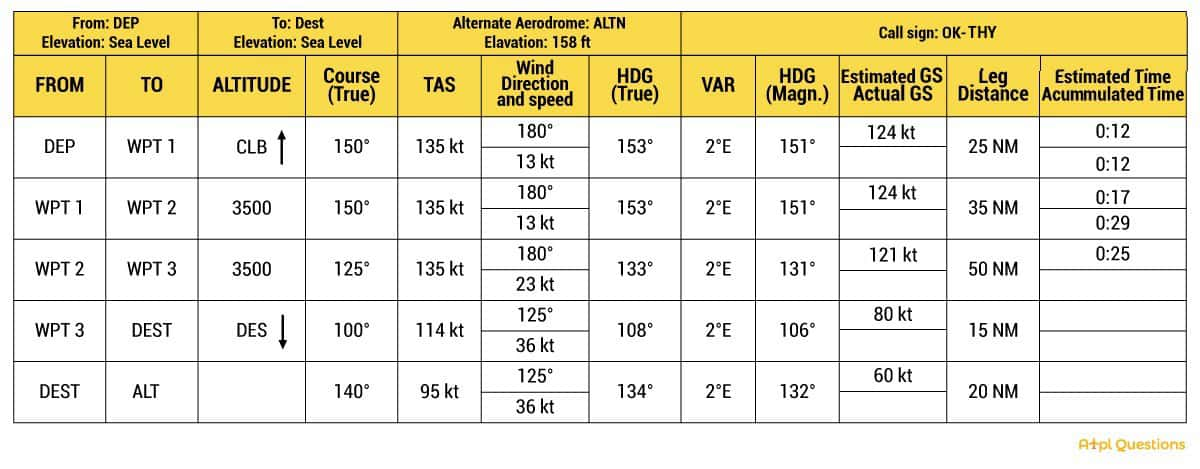 From: DEP
Elevation: Sea Level
To: Dest
Elevation: Sea Level
Alternate Aerodrome: ALTN
Elavation: 158 ft
Call sign: OK-THY
FROM TO ALTITUDE Course (True) TAS Wind Direction and speed HDG (True) VAR HDG (Magn.) Estimated GS Actual GS Leg Distance Estimated Time Acummulated Time
DEP WPT 1 CLB 150° 135 kt 180° 13 kt 153° 2°E 151° 124 kt 25 NM 0:12 0:12
WPT 1 WPT 2 3500 150° 135 kt 180° 13 kt 153° 2°E 151° 124 kt 35 NM 0:17 0:29
WPT 2 WPT 3 3500 125° 135 kt 180° 23 kt 133° 2°E 131° 121 kt 50 NM 0:25
WPT 3 DEST DES 100° 114 kt 125° 36 kt 108° 2°E 106° 80 kt 15 NM
DEST ALT 140° 95 kt 125° 36 kt 134° 2°E 132° 60 kt 20 NM
Atpl Questions